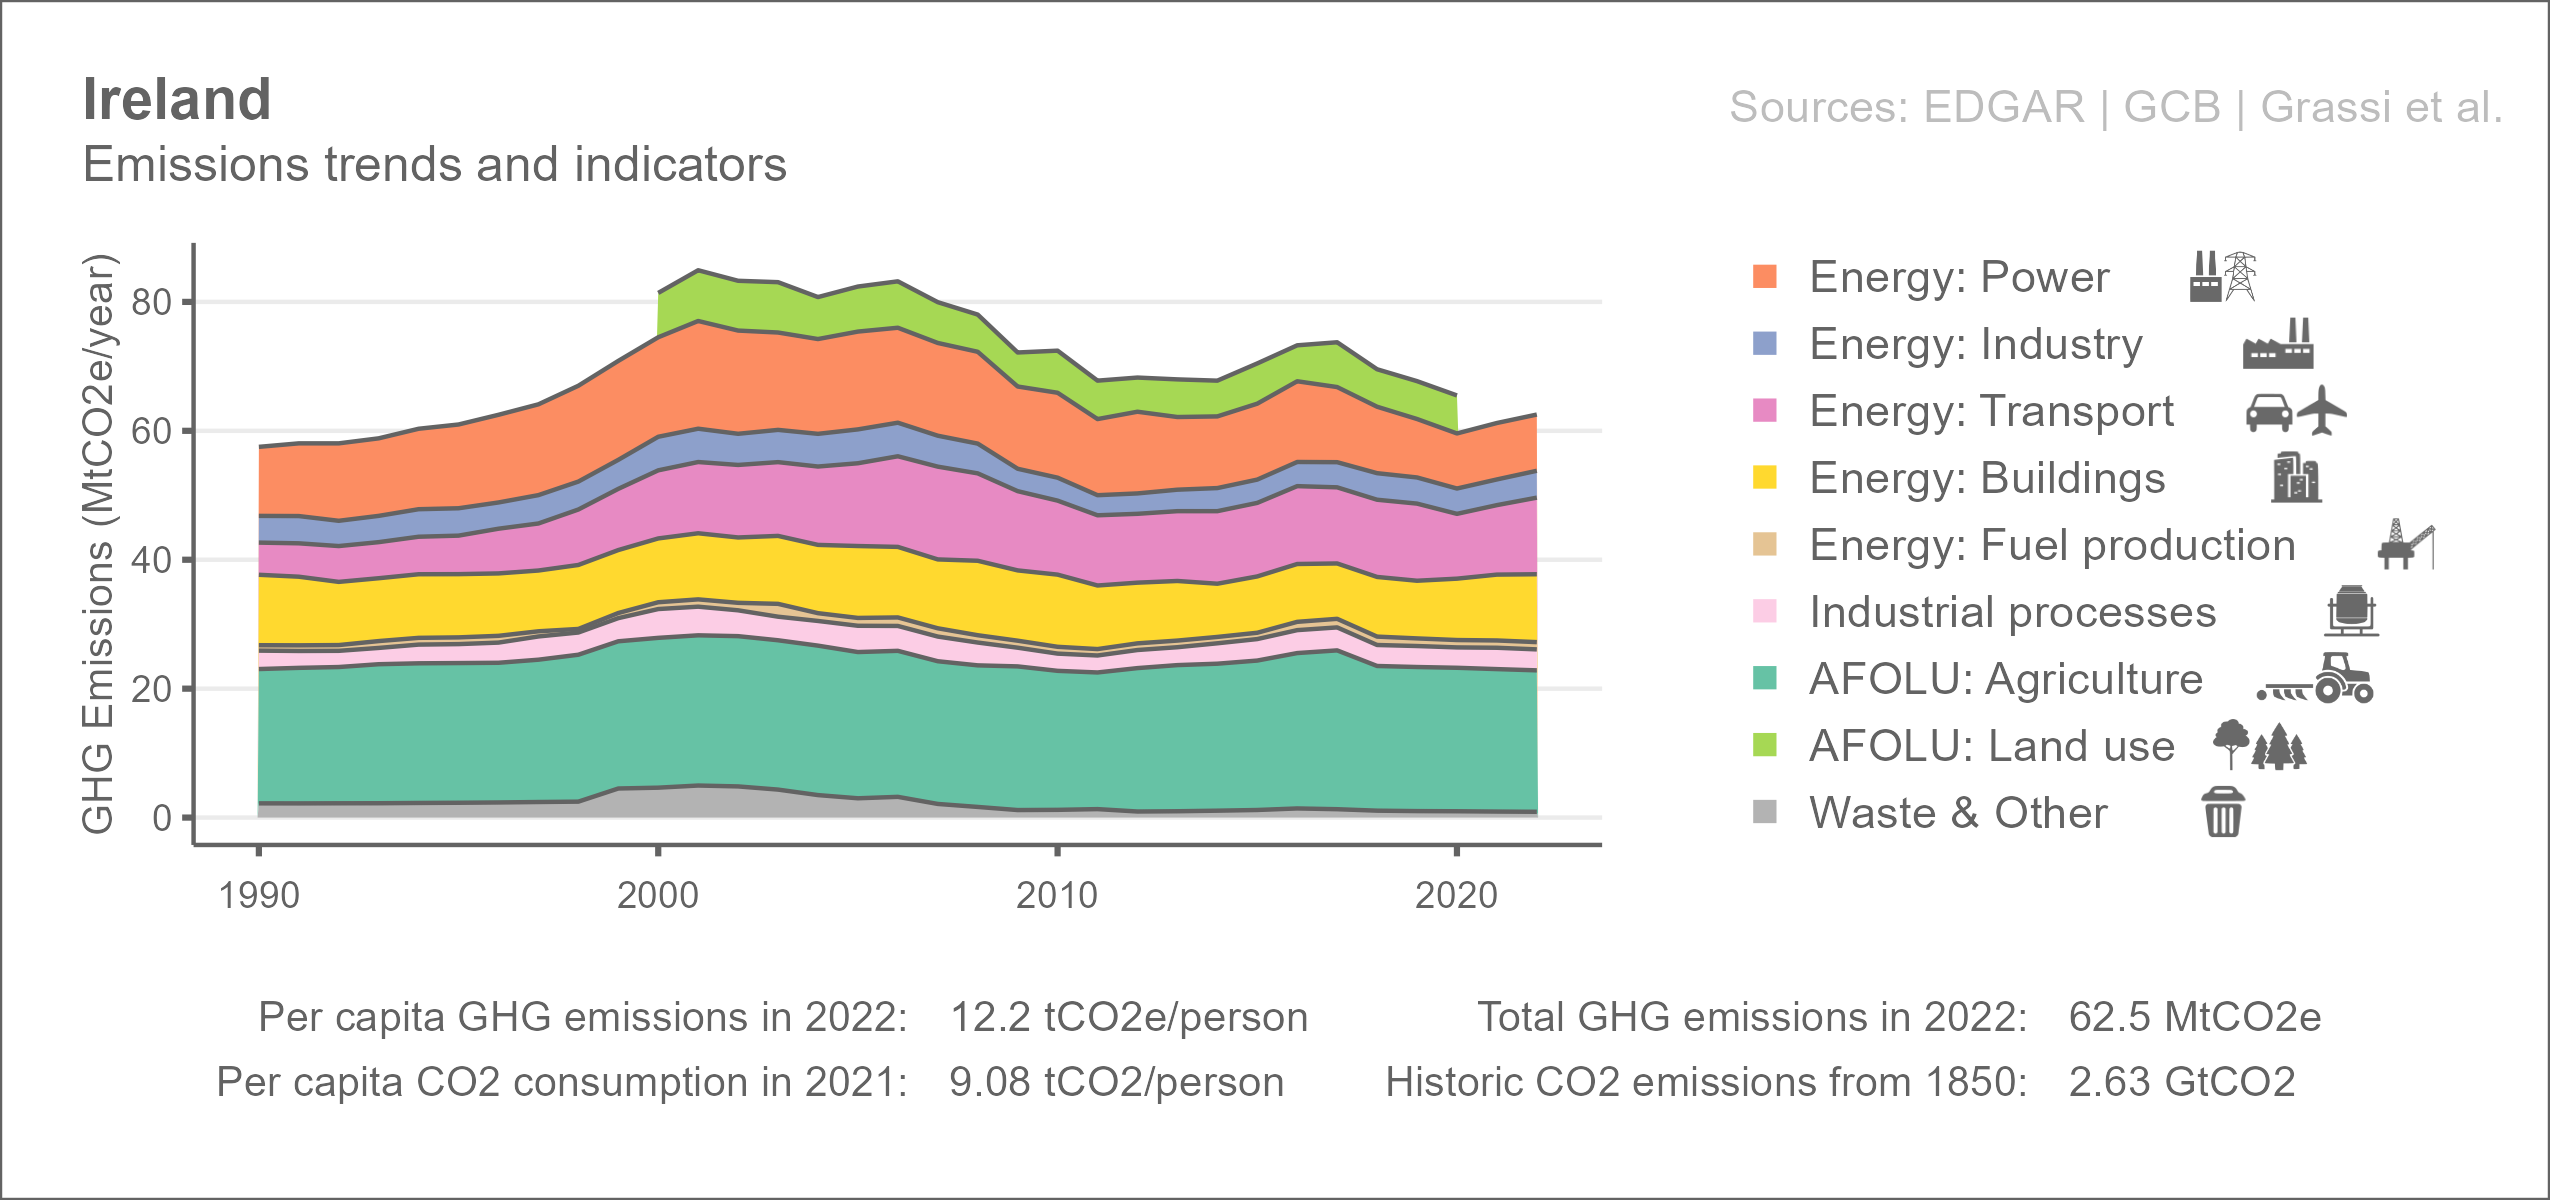 Ireland
Sources: EDGAR | GCB | Grassi et al.
Emissions trends and indicators
GHG Emissions (MtCO2e/year)
80
60
40
20
0
1990
2000
2010
2020
Energy: Power
Energy: Industry
Energy: Transport
Energy: Buildings
Energy: Fuel production
Industrial processes
AFOLU: Agriculture
AFOLU: Land use
Waste & Other
Per capita GHG emissions in 2022: 12.2 tCO2e/person
Total GHG emissions in 2022: 62.5 MtCO2e
Per capita CO2 consumption in 2021: 9.08 tCO2/person
Historic CO2 emissions from 1850: 2.63 GtCO2